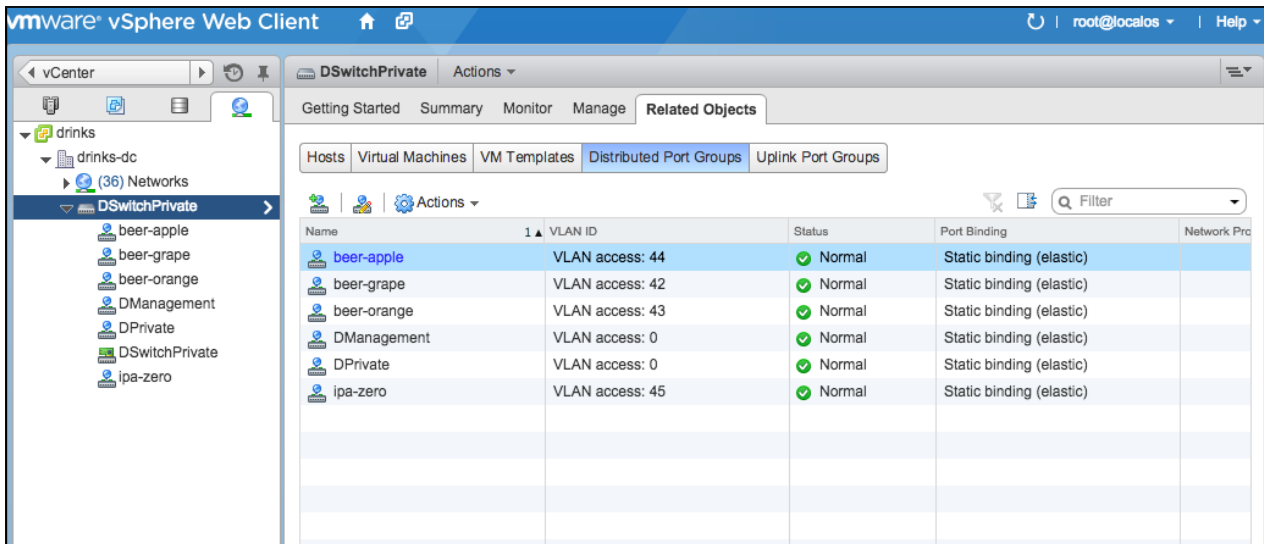 vmware® vSphere Web Client
root@localos
Help
vCenter
drinks
drinks-dc
(36) Networks
DSwitchPrivate
beer-apple
beer-grape
beer-orange
DManagement
DPrivate
DSwitchPrivate
ipa-zero
DSwitchPrivate Actions
Getting Started Summary Monitor Manage Related Objects
Hosts Virtual Machines VM Templates Distributed Port Groups Uplink Port Groups
Actions Filter
Name 1 VLAN ID Status Port Binding Network Pro
beer-apple VLAN access: 44 Normal Static binding (elastic)
beer-grape VLAN access: 42 Normal Static binding (elastic)
beer-orange VLAN access: 43 Normal Static binding (elastic)
DManagement VLAN access: 0 Normal Static binding (elastic)
DPrivate VLAN access: 0 Normal Static binding (elastic)
ipa-zero VLAN access: 45 Normal Static binding (elastic)